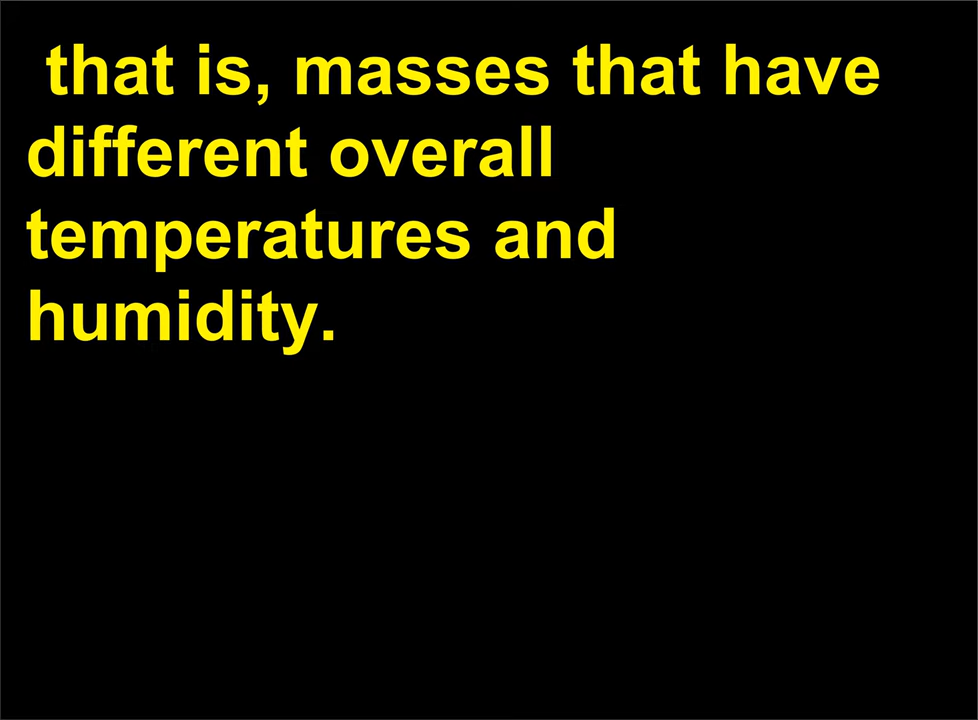 that is, masses that have
different overall
temperatures and
humidity.